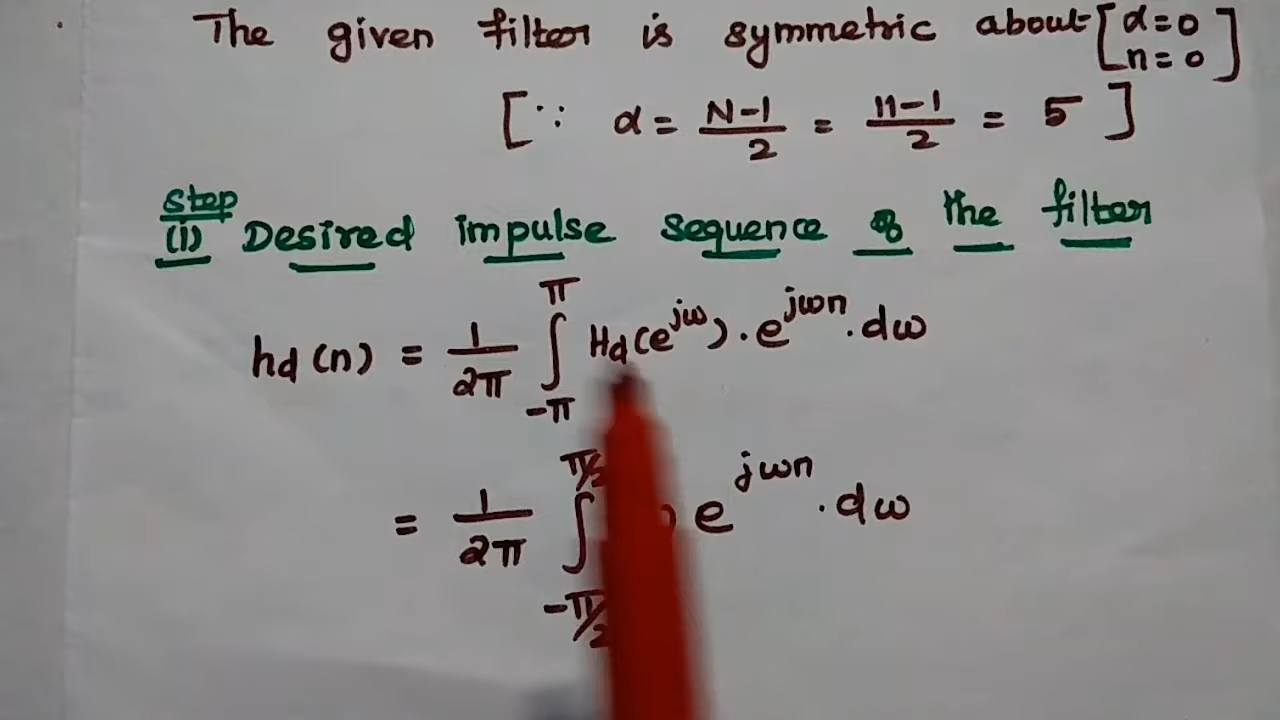 The given filter is symmetric about [α=0
n=0]
[∵ α = N-1/2 = 11-1/2 = 5]
Step
(i) Desired impulse sequence of the filter
hd(n) = 1/2π ∫_{-π}^{π} Hd(e^{jω}) . e^{jωn} . dω
= 1/2π ∫_{-π/2}^{π/2} e^{jωn} . dω